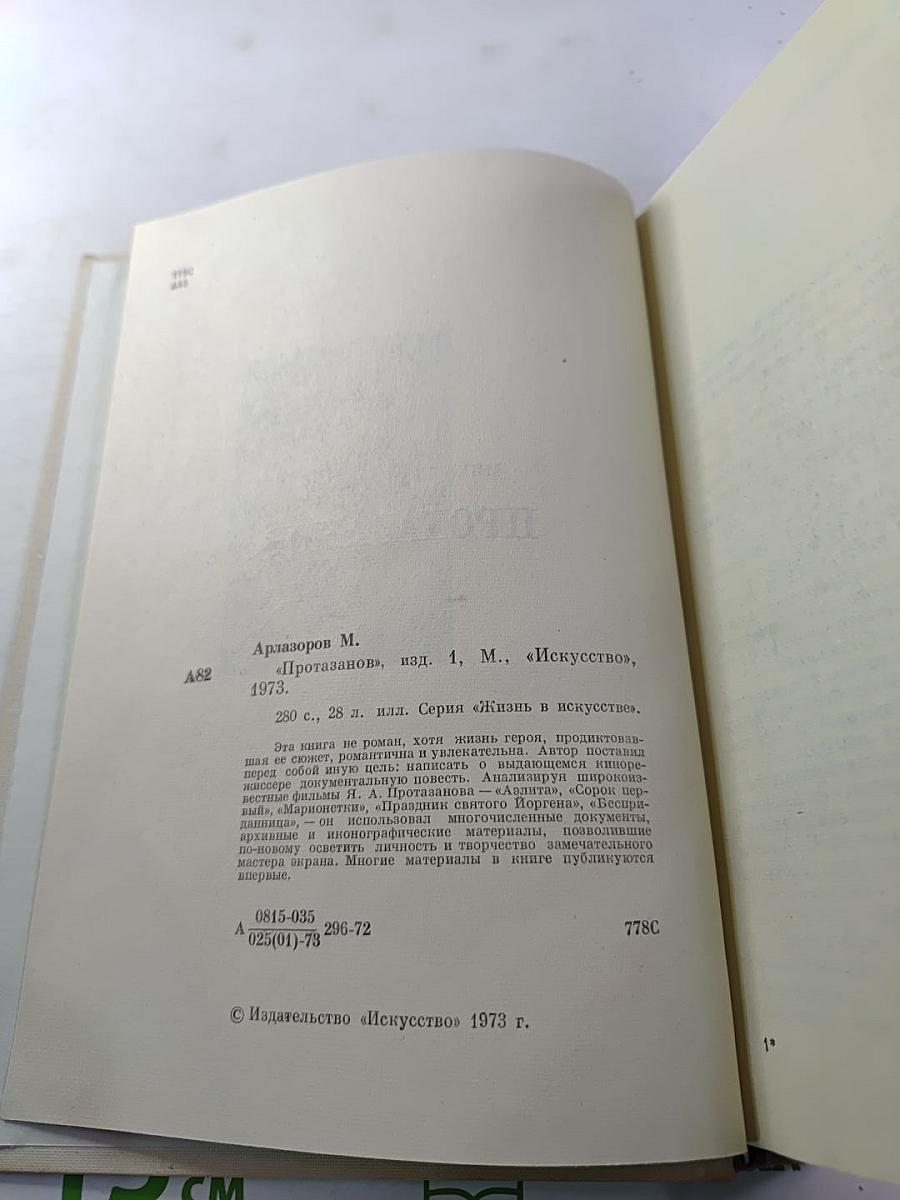 778С
А82
Арлазоров М.
А82
«Протазанов», изд. 1, М., «Искусство»,
1973.
280 с., 28 л. илл. Серия «Жизнь в искусстве».
Эта книга не роман, хотя жизнь героя, продиктовав-
шая ее сюжет, романтична и увлекательна. Автор поставил
перед собой иную цель: написать о выдающемся киноре-
жиссере документальную повесть. Анализируя широкоиз-
вестные фильмы Я. А. Протазанова — «Аэлита», «Сорок пер-
вый», «Марионетки», «Праздник святого Йоргена», «Беспри-
данница», — он использовал многочисленные документы,
архивные и иконографические материалы, позволившие
по-новому осветить личность и творчество замечательного
мастера экрана. Многие материалы в книге публикуются
впервые.
А 0815-035
025(01)-73 296-72
778С
© Издательство «Искусство» 1973 г.
1*
см